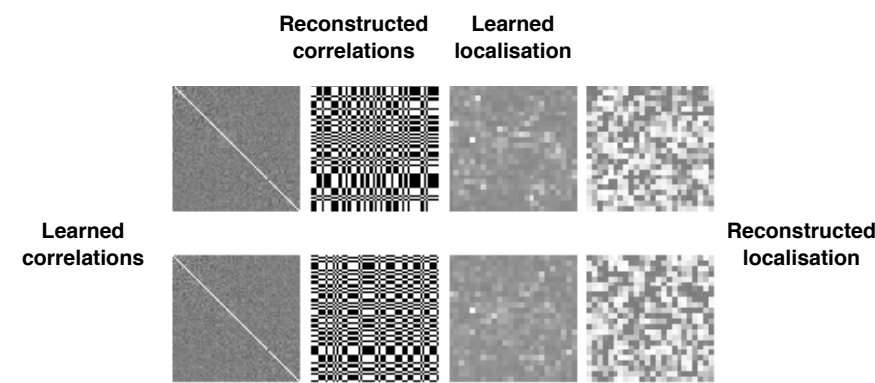 Reconstructed
correlations
Learned
localisation
Learned
correlations
Reconstructed
localisation